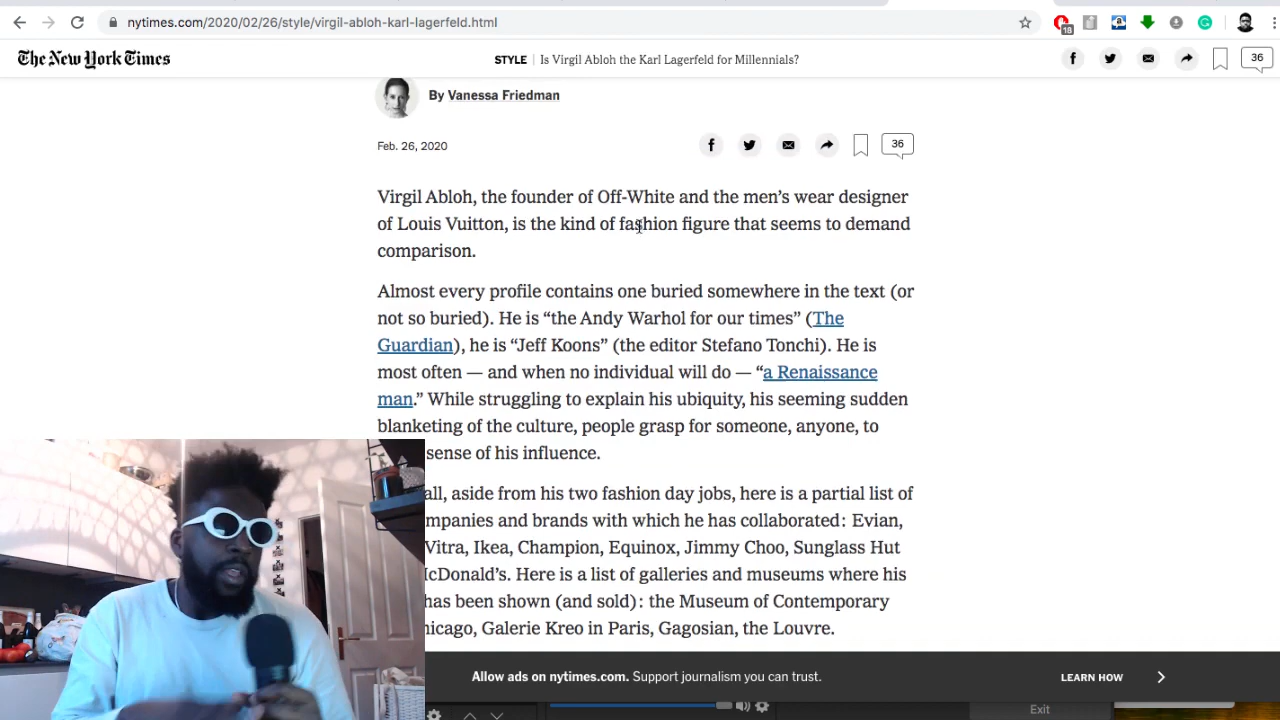 nytimes.com/2020/02/26/style/virgil-abloh-karl-lagerfeld.html
18
The New York Times
STYLE | Is Virgil Abloh the Karl Lagerfeld for Millennials?
36
By Vanessa Friedman
Feb. 26, 2020
36
Virgil Abloh, the founder of Off-White and the men’s wear designer
of Louis Vuitton, is the kind of fashion figure that seems to demand
comparison.
Almost every profile contains one buried somewhere in the text (or
not so buried). He is “the Andy Warhol for our times” (The
Guardian), he is “Jeff Koons” (the editor Stefano Tonchi). He is
most often — and when no individual will do — “a Renaissance
man.” While struggling to explain his ubiquity, his seeming sudden
blanketing of the culture, people grasp for someone, anyone, to
sense of his influence.
all, aside from his two fashion day jobs, here is a partial list of
mpanies and brands with which he has collaborated: Evian,
Vitra, Ikea, Champion, Equinox, Jimmy Choo, Sunglass Hut
cDonald’s. Here is a list of galleries and museums where his
has been shown (and sold): the Museum of Contemporary
hicago, Galerie Kreo in Paris, Gagosian, the Louvre.
Allow ads on nytimes.com. Support journalism you can trust.
LEARN HOW
Exit